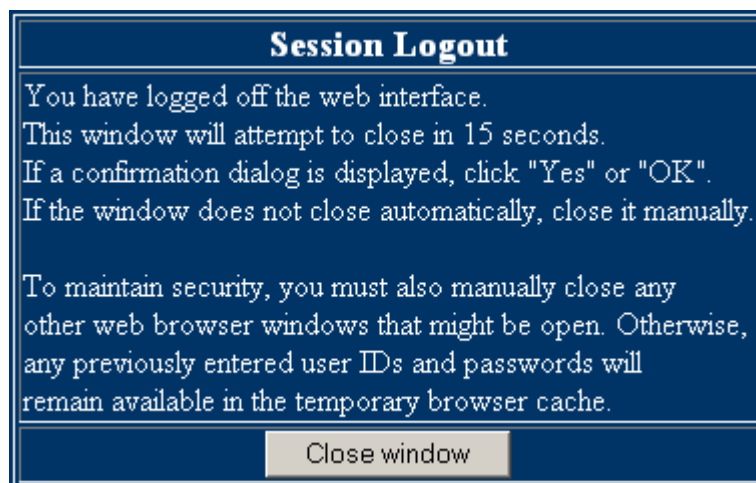 Session Logout
You have logged off the web interface.
This window will attempt to close in 15 seconds.
If a confirmation dialog is displayed, click "Yes" or "OK".
If the window does not close automatically, close it manually.
To maintain security, you must also manually close any
other web browser windows that might be open. Otherwise,
any previously entered user IDs and passwords will
remain available in the temporary browser cache.
Close window